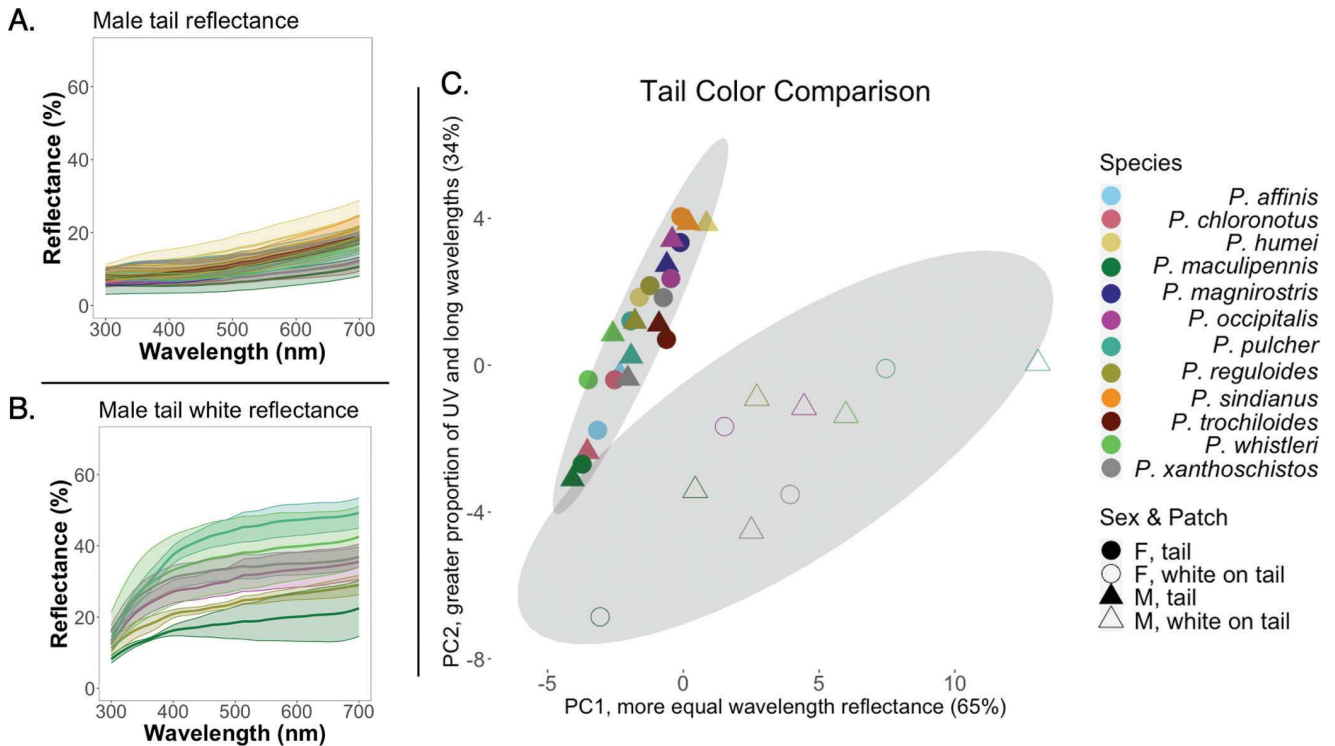 A.
Male tail reflectance
Reflectance (%)
60
40
20
0
300 400 500 600 700
Wavelength (nm)
B.
Male tail white reflectance
Reflectance (%)
60
40
20
0
300 400 500 600 700
Wavelength (nm)
C.
Tail Color Comparison
PC2, greater proportion of UV and long wavelengths (34%)
4
0
-4
-8
-5 0 5 10
PC1, more equal wavelength reflectance (65%)
Species
P. affinis
P. chloronotus
P. humei
P. maculipennis
P. magnirostris
P. occipitalis
P. pulcher
P. reguloides
P. sindianus
P. trochiloides
P. whistleri
P. xanthoschistos
Sex & Patch
F, tail
F, white on tail
M, tail
M, white on tail